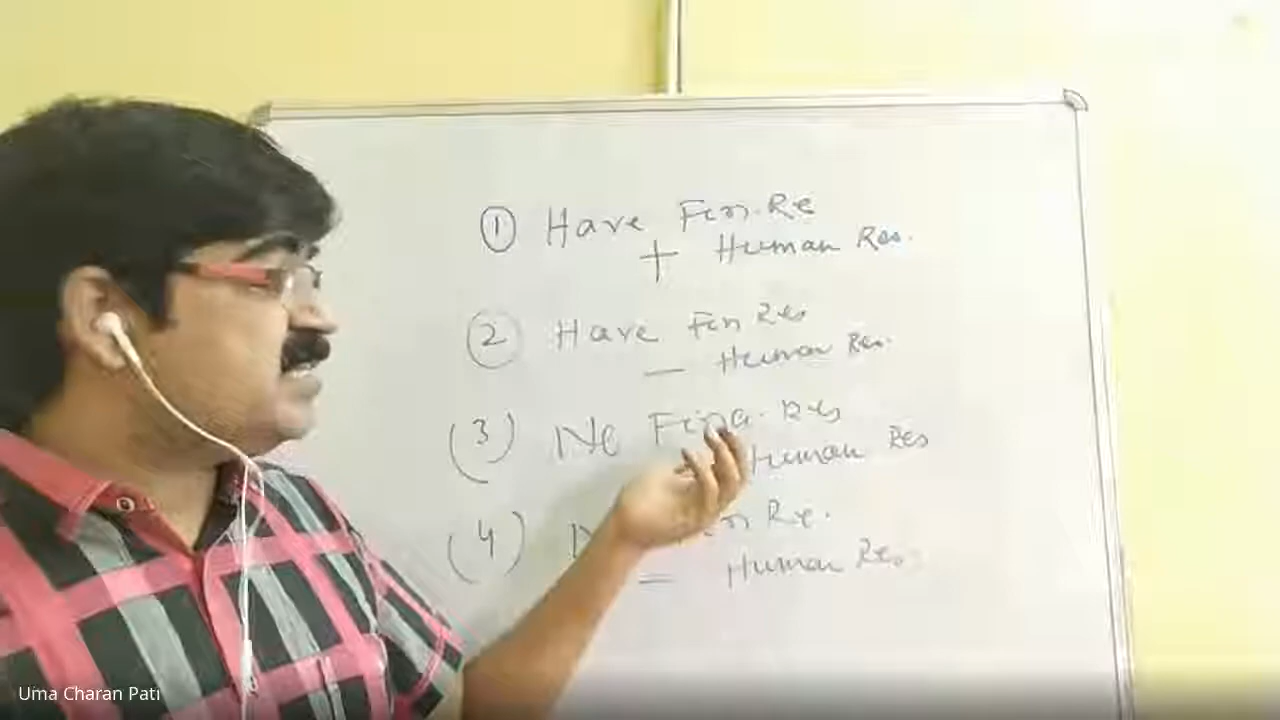 ① Have Fin. Re
+ Human Res.
② Have Fin Res
— Human Res.
(3) No Fina. Res
Human Res
(4) Re.
— Human Res.
Uma Charan Pati